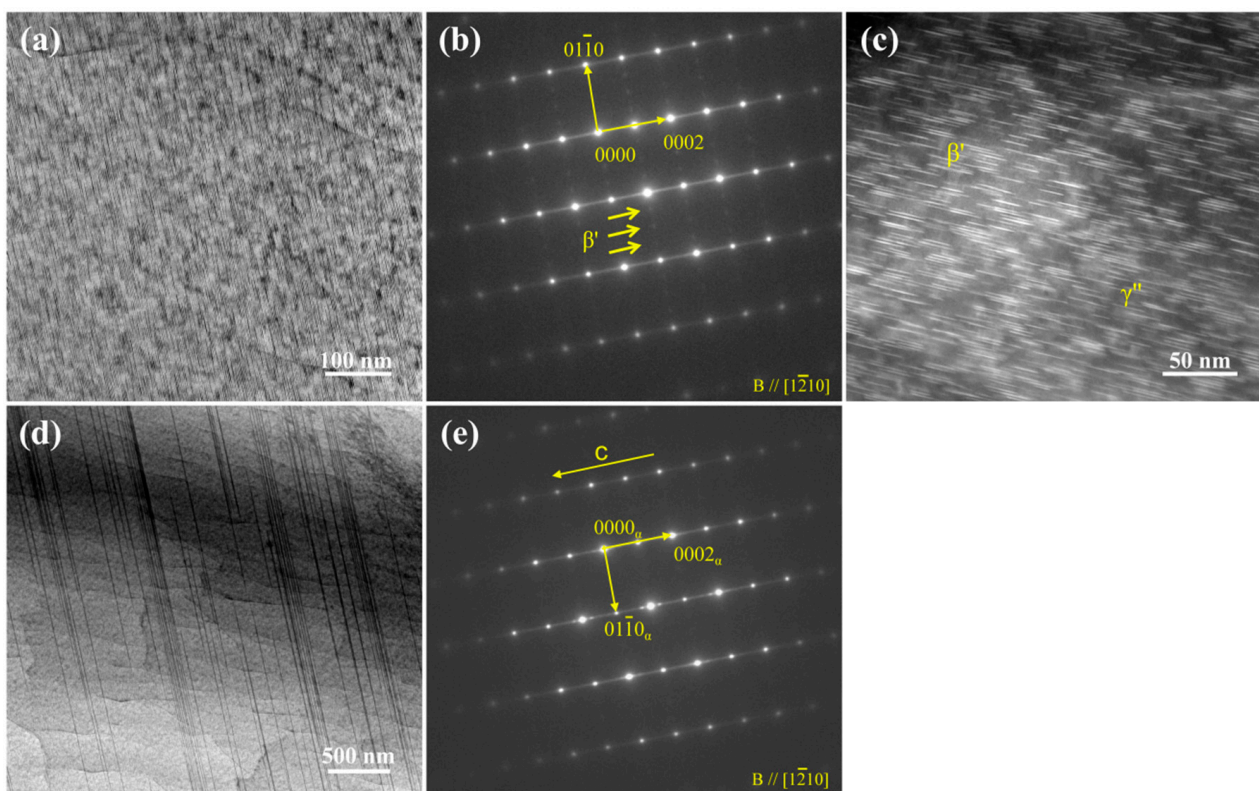 (a)
100 nm
(b)
01̄10
0000
0002
β'
B // [12̄10]
(c)
β'
γ"
50 nm
(d)
500 nm
(e)
C
0000α
0002α
01̄10α
B // [12̄10]